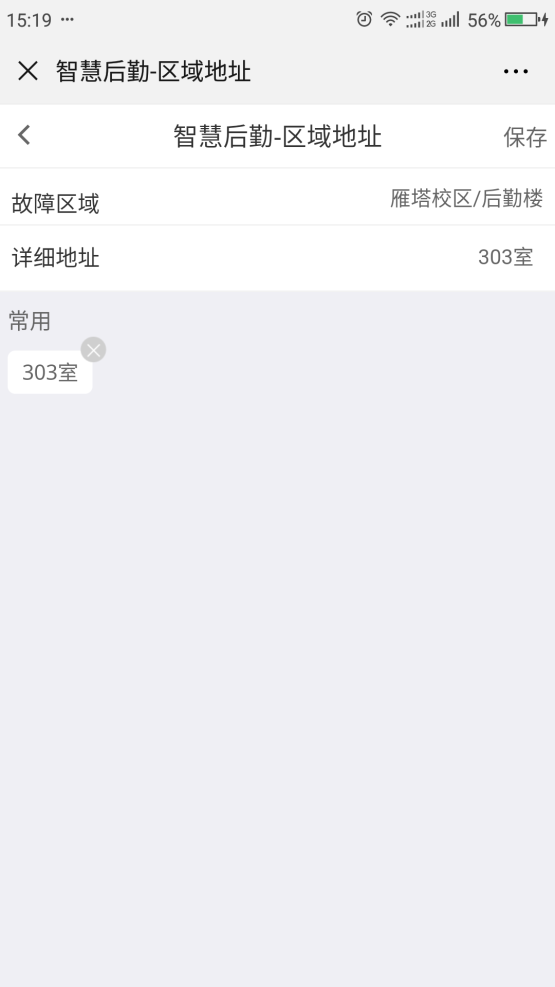 15:19 ··· 3G 2G 56%
智慧后勤-区域地址
智慧后勤-区域地址 保存
故障区域 雁塔校区/后勤楼
详细地址 303室
常用
303室